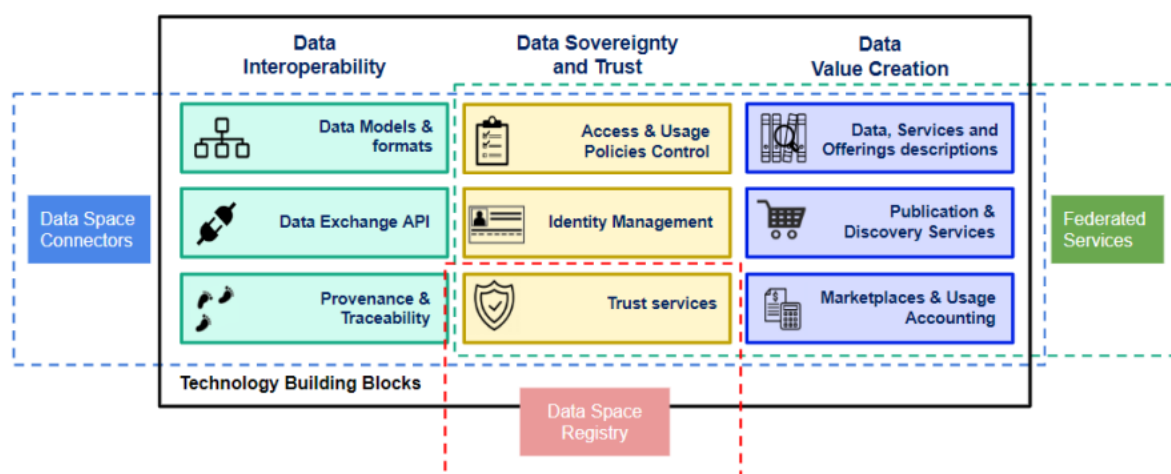 Data
Interoperability
Data Sovereignty
and Trust
Data
Value Creation
Data Models &
formats
Access & Usage
Policies Control
Data, Services and
Offerings descriptions
Data Space
Connectors
Data Exchange API
Identity Management
Publication &
Discovery Services
Federated
Services
Provenance &
Traceability
Trust services
Marketplaces & Usage
Accounting
Technology Building Blocks
Data Space
Registry